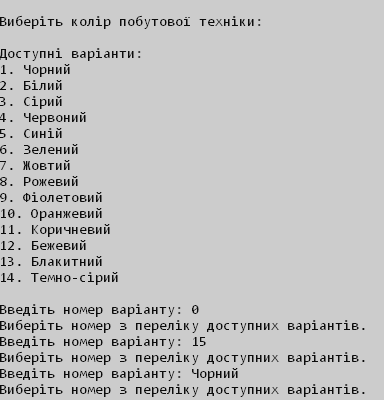 Виберіть колір побутової техніки:
Доступні варіанти:
1. Чорний
2. Білий
3. Сірий
4. Червоний
5. Синій
6. Зелений
7. Жовтий
8. Рожевий
9. Фіолетовий
10. Оранжевий
11. Коричневий
12. Бежевий
13. Блакитний
14. Темно-сірий
Введіть номер варіанту: 0
Виберіть номер з переліку доступних варіантів.
Введіть номер варіанту: 15
Виберіть номер з переліку доступних варіантів.
Введіть номер варіанту: Чорний
Виберіть номер з переліку доступних варіантів.